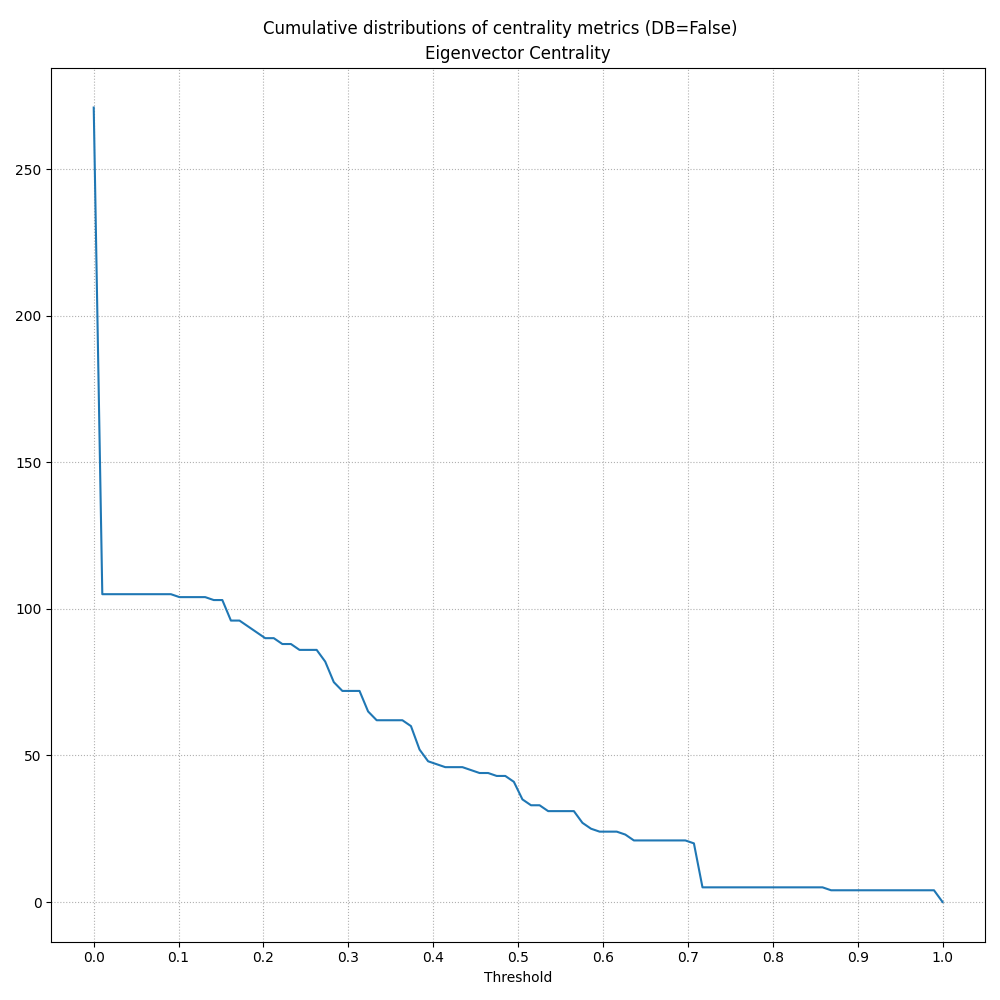 Cumulative distributions of centrality metrics (DB=False)
Eigenvector Centrality
250
200
150
100
50
0
0.0 0.1 0.2 0.3 0.4 0.5 0.6 0.7 0.8 0.9 1.0
Threshold